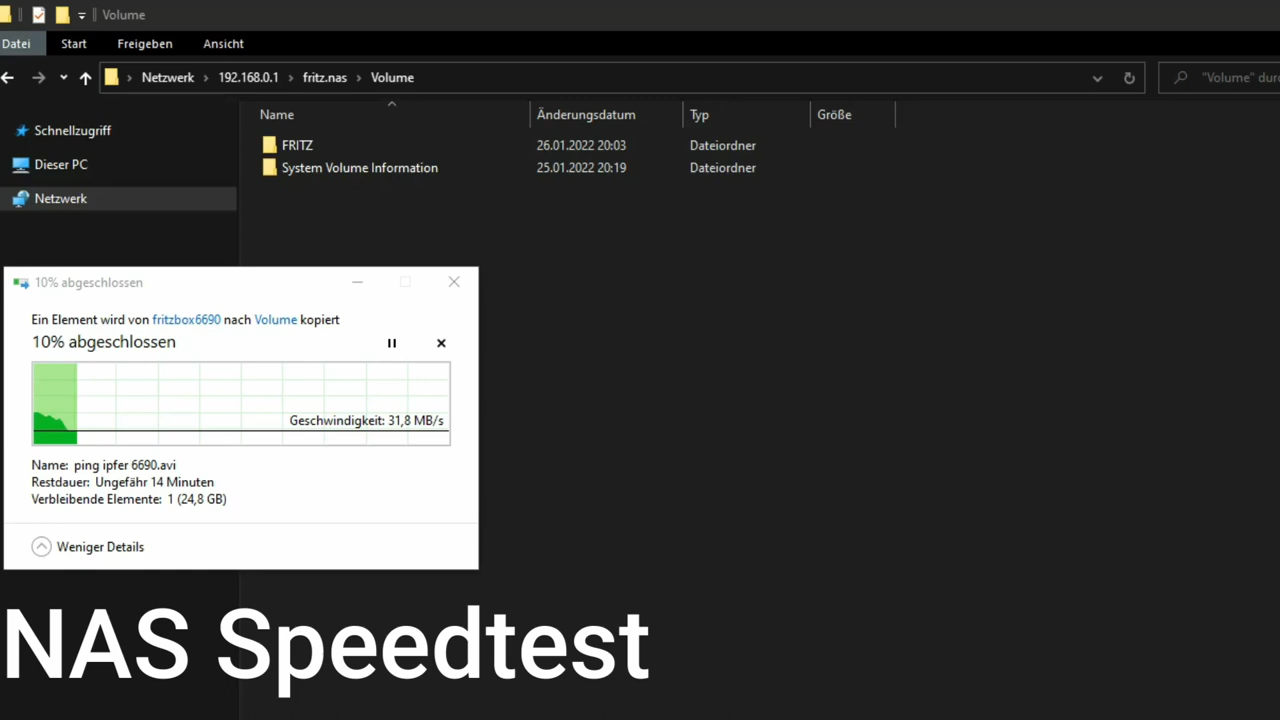 Volume
Datei Start Freigeben Ansicht
Netzwerk › 192.168.0.1 › fritz.nas › Volume
"Volume" dur
Name Änderungsdatum Typ Größe
Schnellzugriff
FRITZ 26.01.2022 20:03 Dateiordner
Dieser PC
System Volume Information 25.01.2022 20:19 Dateiordner
Netzwerk
10% abgeschlossen
Ein Element wird von fritzbox6690 nach Volume kopiert
10% abgeschlossen
Geschwindigkeit: 31,8 MB/s
Name: ping ipfer 6690.avi
Restdauer: Ungefähr 14 Minuten
Verbleibende Elemente: 1 (24,8 GB)
Weniger Details
NAS Speedtest